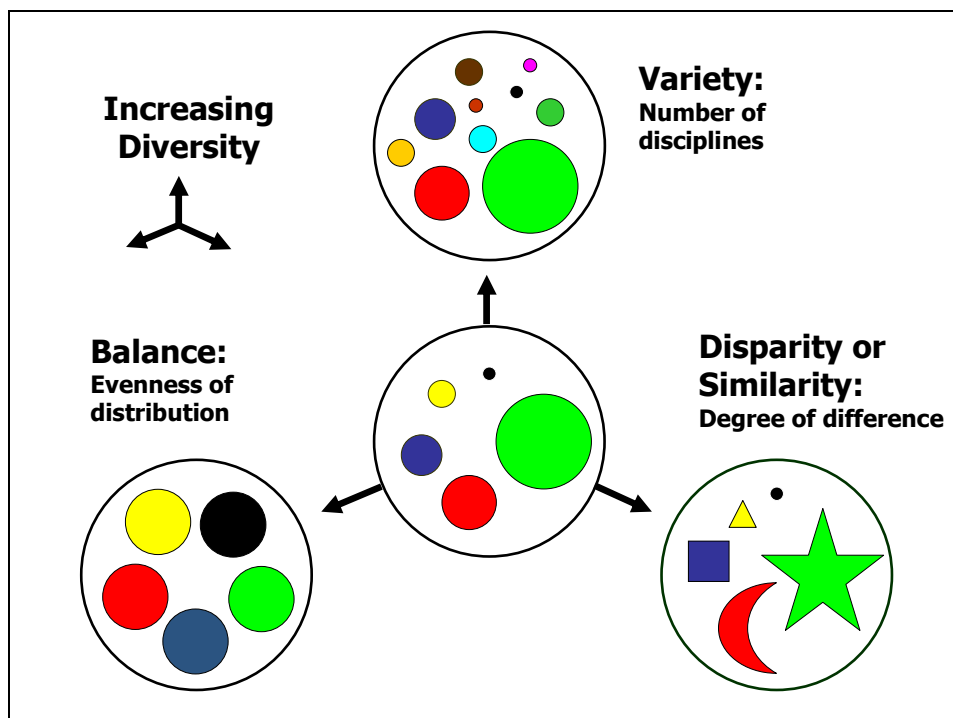 Increasing
Diversity
Variety:
Number of
disciplines
Balance:
Evenness of
distribution
Disparity or
Similarity:
Degree of difference